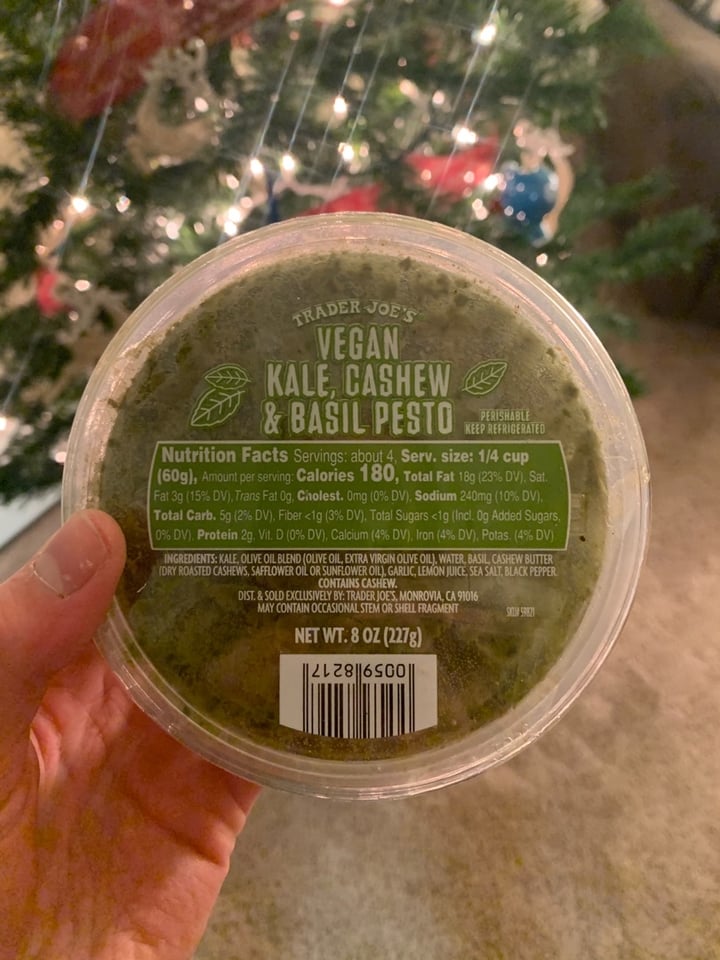 TRADER JOE'S
VEGAN
KALE, CASHEW
& BASIL PESTO
PERISHABLE
KEEP REFRIGERATED
Nutrition Facts Servings: about 4, Serv. size: 1/4 cup
(60g), Amount per serving: Calories 180, Total Fat 18g (23% DV), Sat.
Fat 3g (15% DV), Trans Fat 0g, Cholest. 0mg (0% DV), Sodium 240mg (10% DV),
Total Carb. 5g (2% DV), Fiber <1g (3% DV), Total Sugars <1g (Incl. 0g Added Sugars,
0% DV), Protein 2g, Vit. D (0% DV), Calcium (4% DV), Iron (4% DV), Potas. (4% DV)
INGREDIENTS: KALE, OLIVE OIL BLEND (OLIVE OIL, EXTRA VIRGIN OLIVE OIL), WATER, BASIL, CASHEW BUTTER
(DRY ROASTED CASHEWS, SAFFLOWER OIL OR SUNFLOWER OIL), GARLIC, LEMON JUICE, SEA SALT, BLACK PEPPER.
CONTAINS CASHEW.
DIST. & SOLD EXCLUSIVELY BY: TRADER JOE'S, MONROVIA, CA 91016
MAY CONTAIN OCCASIONAL STEM OR SHELL FRAGMENT
SKU# 59821
NET WT. 8 OZ (227g)
0059 8217